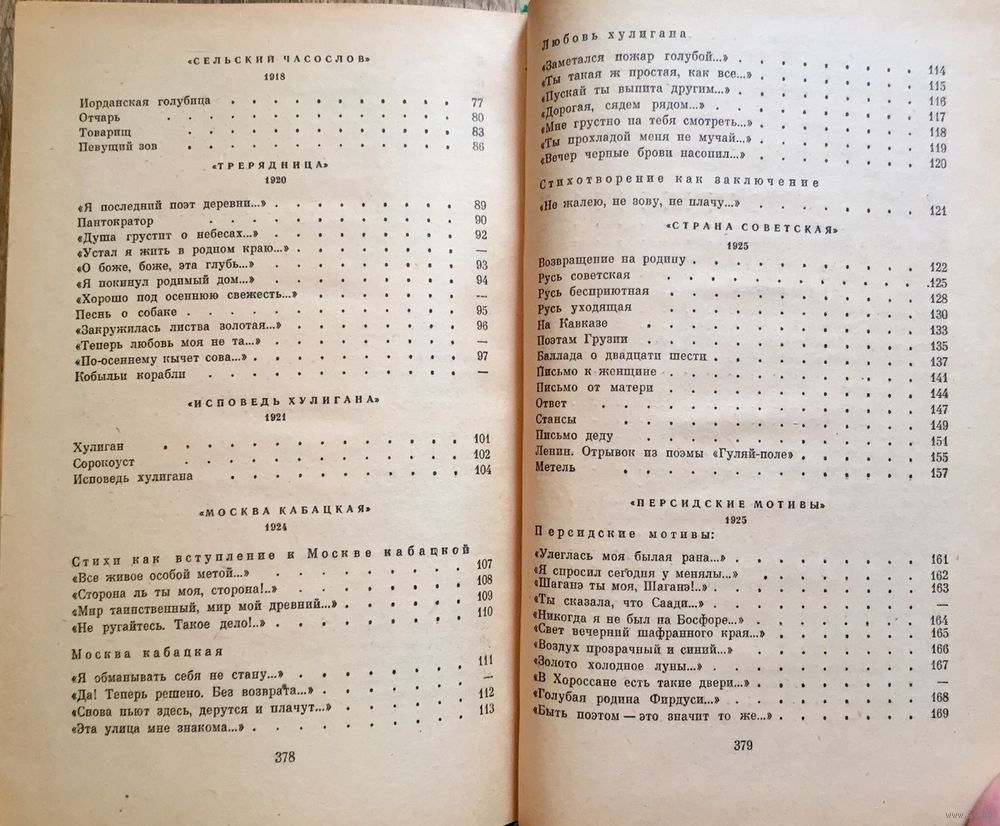 «СЕЛЬСКИЙ ЧАСОСЛОВ»
1918
Иорданская голубица . . . . . . . . . . 77
Отчарь . . . . . . . . . . . 80
Товарищ . . . . . . . . . . . 83
Певущий зов . . . . . . . . . . . 86
«ТРЕРЯДНИЦА»
1920
«Я последний поэт деревни...» . . . . . . . . 89
Пантократор . . . . . . . . . . . 90
«Душа грустит о небесах...» . . . . . . . . 92
«Устал я жить в родном краю...» . . . . . . . —
«О боже, боже, эта глубь...» . . . . . . . . 93
«Я покинул родимый дом...» . . . . . . . . 94
«Хорошо под осеннюю свежесть...» . . . . . . —
Песнь о собаке . . . . . . . . . . . 95
«Закружилась листва золотая...» . . . . . . . 96
«Теперь любовь моя не та...» . . . . . . . —
«По-осеннему кычет сова...» . . . . . . . . 97
Кобыльи корабли . . . . . . . . . . —
«ИСПОВЕДЬ ХУЛИГАНА»
1921
Хулиган . . . . . . . . . . . . 101
Сорокоуст . . . . . . . . . . . 102
Исповедь хулигана . . . . . . . . . . 104
«МОСКВА КАБАЦКАЯ»
1924
Стихи как вступление к Москве кабацкой
«Все живое особой метой...» . . . . . . . . 107
«Сторона ль ты моя, сторона!..» . . . . . . . 108
«Мир таинственный, мир мой древний...» . . . . . 109
«Не ругайтесь. Такое дело!..» . . . . . . . . 110
Москва кабацкая
«Я обманывать себя не стану...» . . . . . . . 111
«Да! Теперь решено. Без возврата...» . . . . . . —
«Снова пьют здесь, дерутся и плачут...» . . . . . 112
«Эта улица мне знакома...» . . . . . . . . 113
378
Любовь хулигана
«Заметался пожар голубой...» . . . . . . . . 114
«Ты такая ж простая, как все...» . . . . . . . 115
«Пускай ты выпита другим...» . . . . . . . . 116
«Дорогая, сядем рядом...» . . . . . . . . . 117
«Мне грустно на тебя смотреть...» . . . . . . . 118
«Ты прохладой меня не мучай...» . . . . . . . 119
«Вечер черные брови насопил...» . . . . . . . 120
Стихотворение как заключение
«Не жалею, не зову, не плачу...» . . . . . . . 121
«СТРАНА СОВЕТСКАЯ»
1925
Возвращение на родину . . . . . . . . . 122
Русь советская . . . . . . . . . . .125
Русь бесприютная . . . . . . . . . . 128
Русь уходящая . . . . . . . . . . . 130
На Кавказе . . . . . . . . . . . 133
Поэтам Грузии . . . . . . . . . . . 135
Баллада о двадцати шести . . . . . . . . . 137
Письмо к женщине . . . . . . . . . . 141
Письмо от матери . . . . . . . . . . 144
Ответ . . . . . . . . . . . . . 147
Стансы . . . . . . . . . . . . 149
Письмо деду . . . . . . . . . . . 151
Ленин. Отрывок из поэмы «Гуляй-поле» . . . . . . 155
Метель . . . . . . . . . . . . 157
«ПЕРСИДСКИЕ МОТИВЫ»
1925
Персидские мотивы:
«Улеглась моя былая рана...» . . . . . . . . 161
«Я спросил сегодня у менялы...» . . . . . . . 162
«Шаганэ ты моя, Шаганэ!..» . . . . . . . . 163
«Ты сказала, что Саади...» . . . . . . . . —
«Никогда я не был на Босфоре...» . . . . . . . 164
«Свет вечерний шафранного края...» . . . . . . 165
«Воздух прозрачный и синий...» . . . . . . . 166
«Золото холодное луны...» . . . . . . . . . 167
«В Хороссане есть такие двери...» . . . . . . . —
«Голубая родина Фирдуси...» . . . . . . . . 168
«Быть поэтом — это значит то же...» . . . . . . 169
379